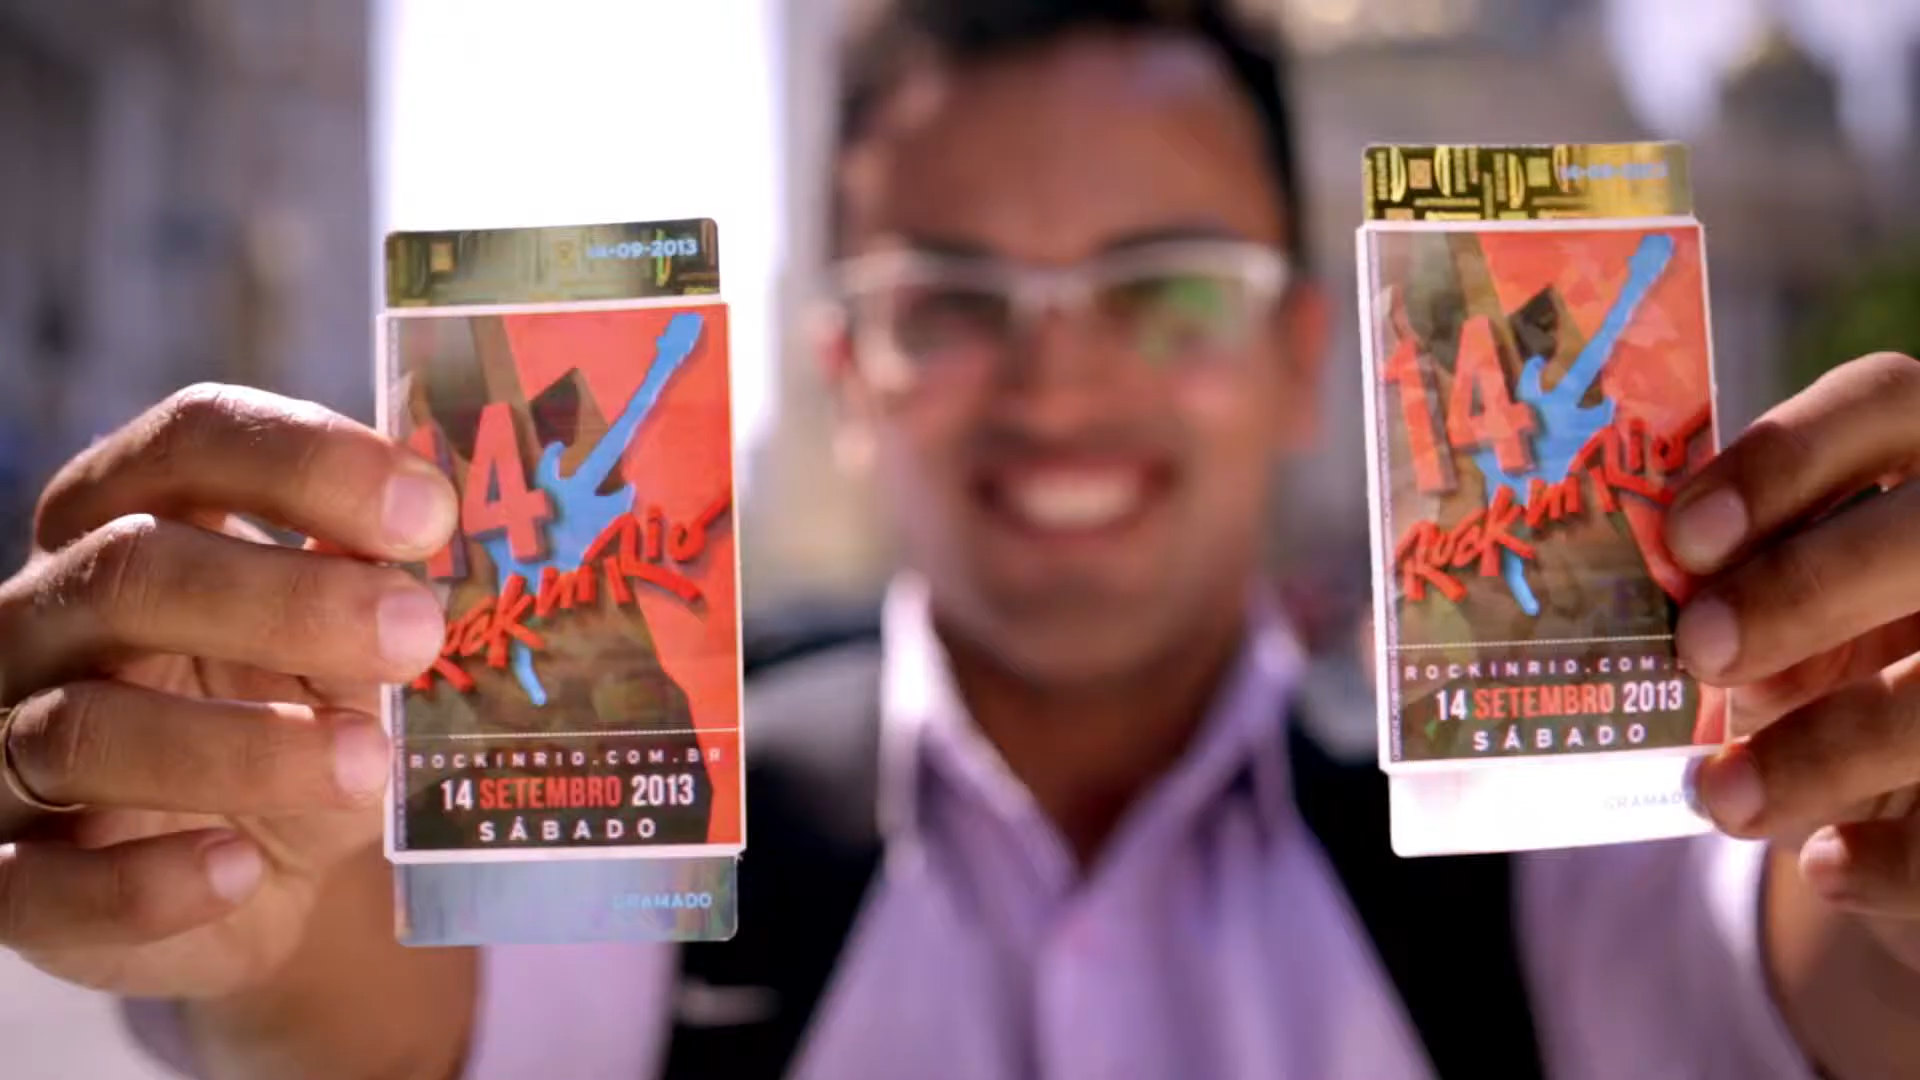 14-09-2013
14
Rock in Rio
ROCKINRIO.COM.BR
14 SETEMBRO 2013
SÁBADO
GRAMADO
14-09-2013
14
Rock in Rio
ROCKINRIO.COM.
14 SETEMBRO 2013
SÁBADO
GRAMADO